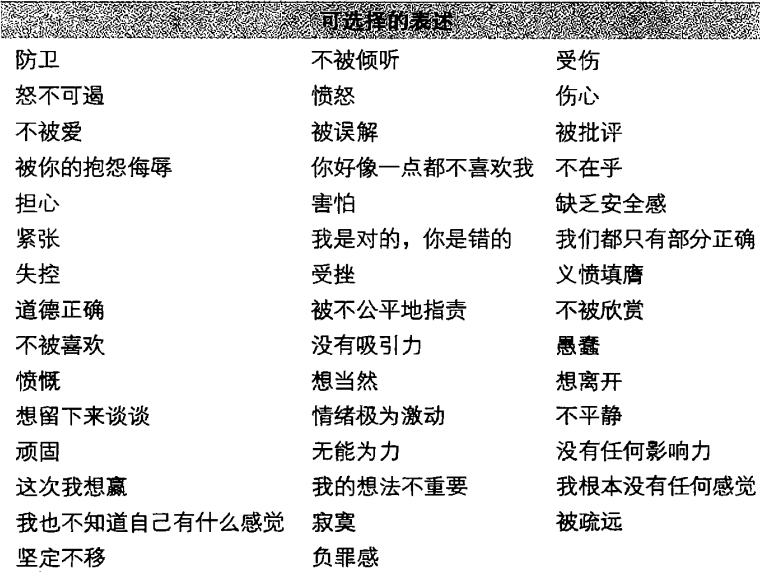 可选择的表述
防卫 不被倾听 受伤
怒不可遏 愤怒 伤心
不被爱 被误解 被批评
被你的抱怨侮辱 你好像一点都不喜欢我 不在乎
担心 害怕 缺乏安全感
紧张 我是对的，你是错的 我们都只有部分正确
失控 受挫 义愤填膺
道德正确 被不公平地指责 不被欣赏
不被喜欢 没有吸引力 愚蠢
愤慨 想当然 想离开
想留下来谈谈 情绪极为激动 不平静
顽固 无能为力 没有任何影响力
这次我想赢 我的想法不重要 我根本没有任何感觉
我也不知道自己有什么感觉 寂寞 被疏远
坚定不移 负罪感